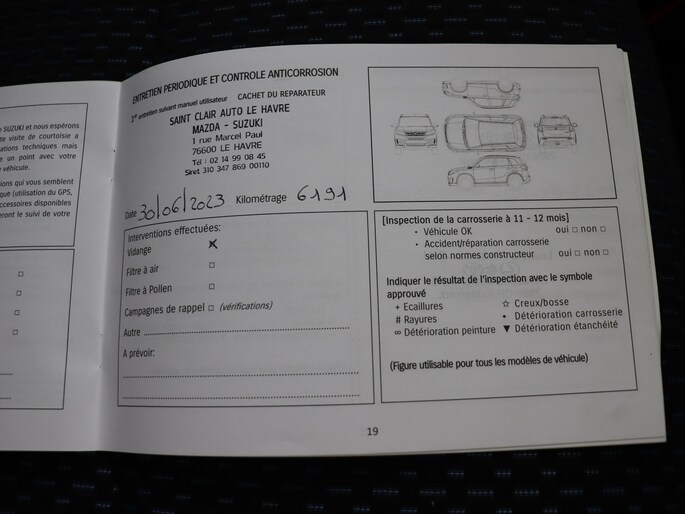 SUZUKI et nous espérons
te visite de courtoisie a
ations techniques mais
e un point avec votre
véhicule.
ions qui vous semblent
que (utilisation du GPS,
ccessoires disponibles
eront le suivi de votre
ENTRETIEN PERIODIQUE ET CONTROLE ANTICORROSION
1er entretien suivant manuel utilisateur CACHET DU REPARATEUR
SAINT CLAIR AUTO LE HAVRE
MAZDA - SUZUKI
1 rue Marcel Paul
76600 LE HAVRE
Tél : 02 14 99 08 45
Siret 310 347 869 00110
Date 30/06/2023 Kilométrage 6191
Interventions effectuées:
Vidange ☒
Filtre à air □
Filtre à Pollen □
Campagnes de rappel □ (vérifications)
Autre
A prévoir:
[Inspection de la carrosserie à 11 - 12 mois]
- Véhicule OK oui □ non □
- Accident/réparation carrosserie
selon normes constructeur oui □ non □
Indiquer le résultat de l'inspection avec le symbole
approuvé
+ Ecaillures ☆ Creux/bosse
# Rayures • Détérioration carrosserie
∞ Détérioration peinture ▼ Détérioration étanchéité
(Figure utilisable pour tous les modèles de véhicule)
19